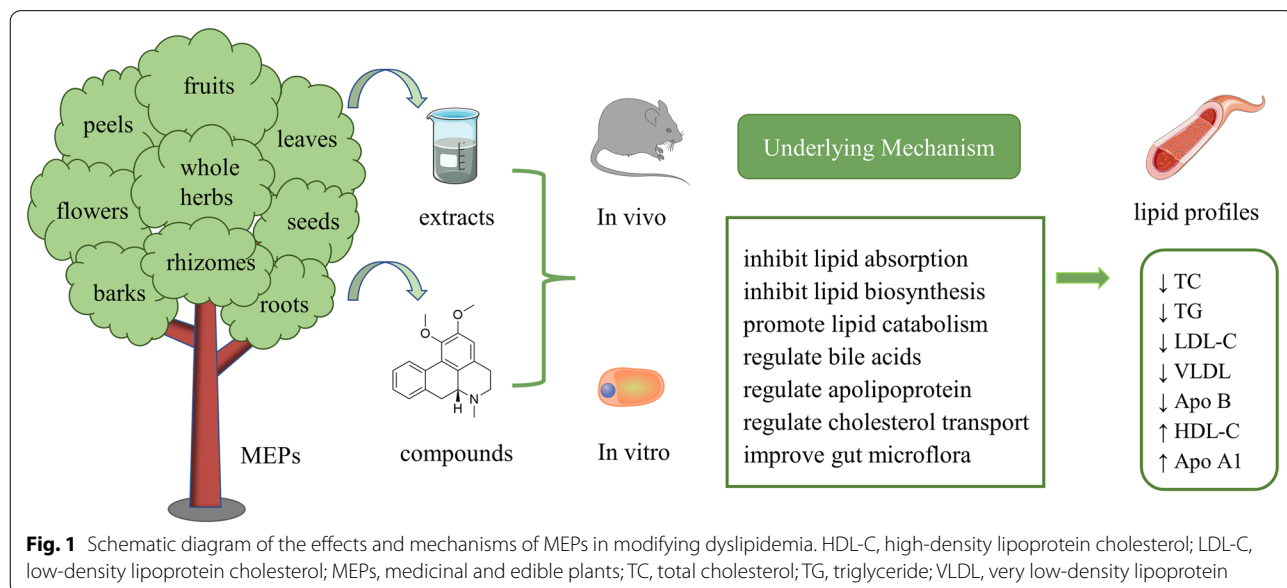 fruits
peels
leaves
whole
herbs
flowers
seeds
rhizomes
barks
roots
MEPs
extracts
compounds
O
O
N
H
In vivo
In vitro
Underlying Mechanism
inhibit lipid absorption
inhibit lipid biosynthesis
promote lipid catabolism
regulate bile acids
regulate apolipoprotein
regulate cholesterol transport
improve gut microflora
lipid profiles
↓ TC
↓ TG
↓ LDL-C
↓ VLDL
↓ Apo B
↑ HDL-C
↑ Apo A1
Fig. 1 Schematic diagram of the effects and mechanisms of MEPs in modifying dyslipidemia. HDL-C, high-density lipoprotein cholesterol; LDL-C,
low-density lipoprotein cholesterol; MEPs, medicinal and edible plants; TC, total cholesterol; TG, triglyceride; VLDL, very low-density lipoprotein